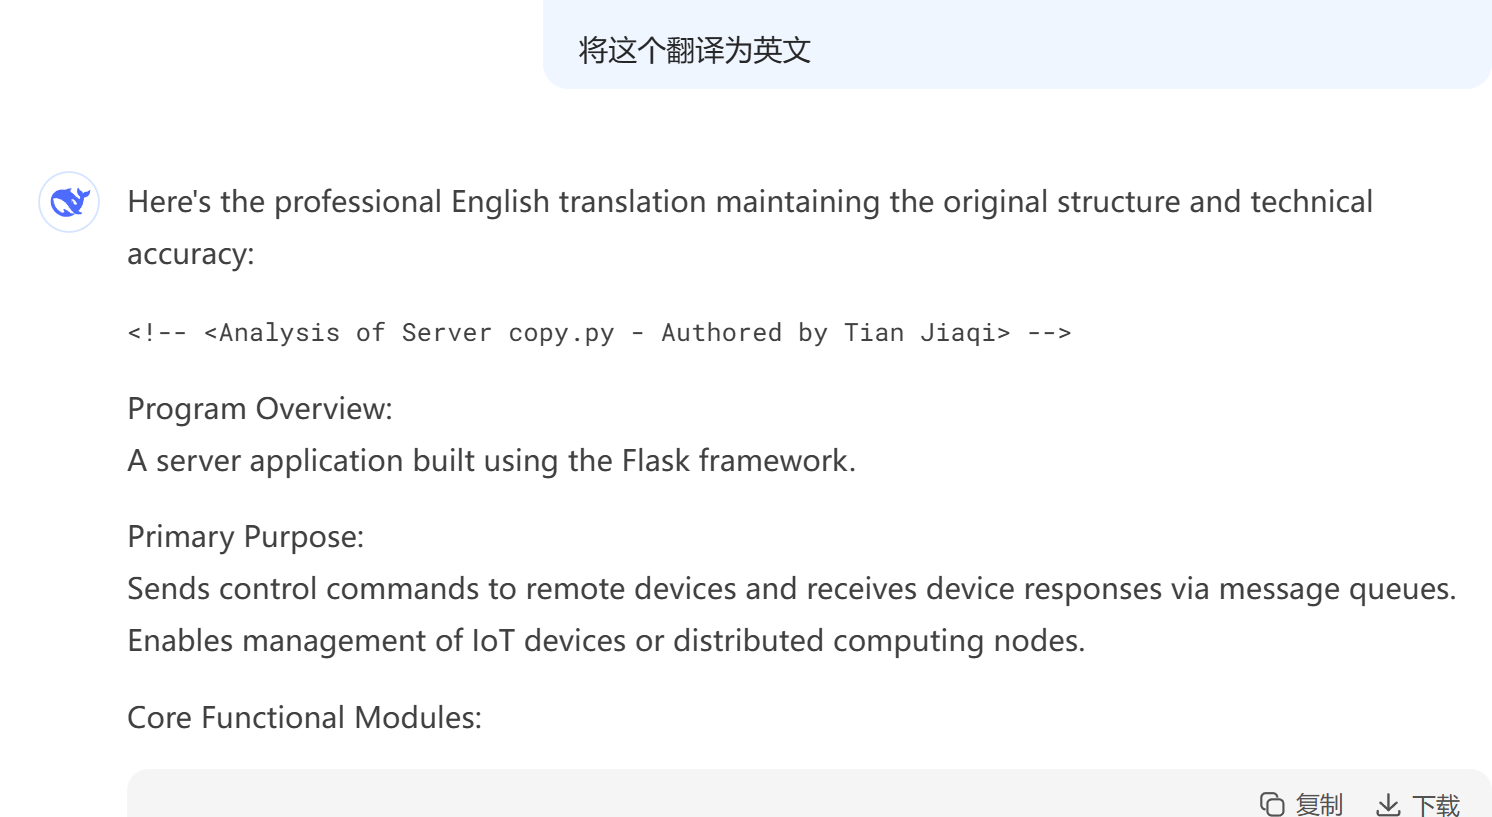 将这个翻译为英文
Here's the professional English translation maintaining the original structure and technical
accuracy:
<!-- <Analysis of Server copy.py - Authored by Tian Jiaqi> -->
Program Overview:
A server application built using the Flask framework.
Primary Purpose:
Sends control commands to remote devices and receives device responses via message queues.
Enables management of IoT devices or distributed computing nodes.
Core Functional Modules:
复制 下载